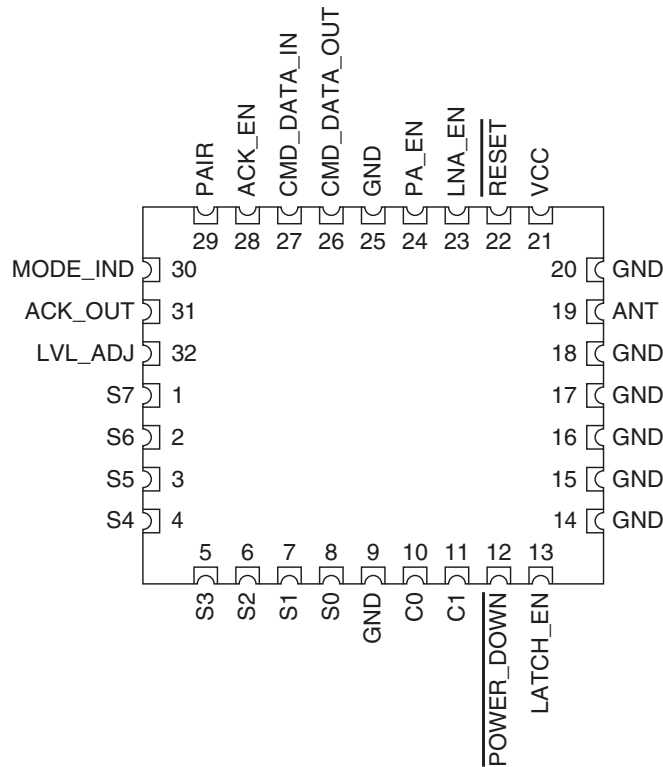 PAIR
ACK_EN
CMD_DATA_IN
CMD_DATA_OUT
GND
PA_EN
LNA_EN
RESET
VCC
29 28 27 26 25 24 23 22 21
MODE_IND 30
20 GND
ACK_OUT 31
19 ANT
LVL_ADJ 32
18 GND
S7 1
17 GND
S6 2
16 GND
S5 3
15 GND
S4 4
14 GND
5 6 7 8 9 10 11 12 13
S3
S2
S1
S0
GND
C0
C1
POWER_DOWN
LATCH_EN